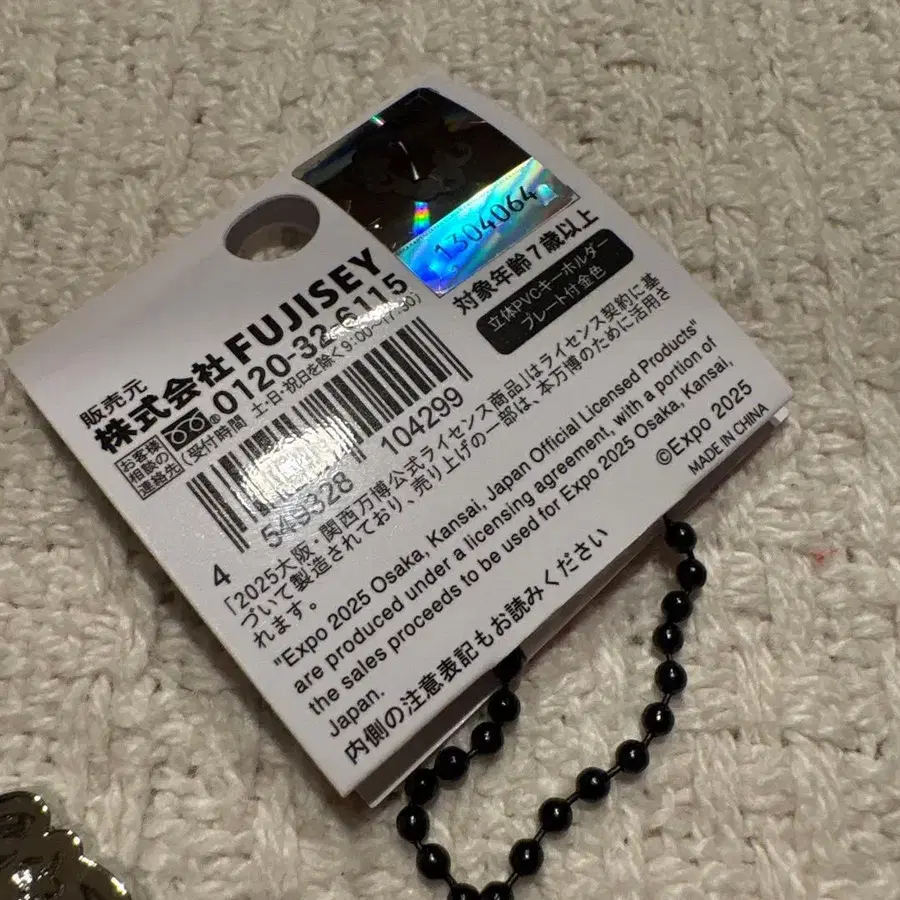 1304064
対象年齢7歳以上
立体PVCキーホルダー
プレート付 金色
販売元
株式会社FUJISEY
お客様
相談の
連絡先
0120-32-6115
(受付時間 土・日・祝日を除く 9:00〜17:30)
4 549328 104299
「2025大阪・関西万博公式ライセンス商品」はライセンス契約に基
づいて製造されており、売り上げの一部は、本万博のために活用さ
れます。
"Expo 2025 Osaka, Kansai, Japan Official Licensed Products"
are produced under a licensing agreement, with a portion of
the sales proceeds to be used for Expo 2025 Osaka, Kansai,
Japan.
©Expo 2025
MADE IN CHINA
内側の注意表記もお読みください